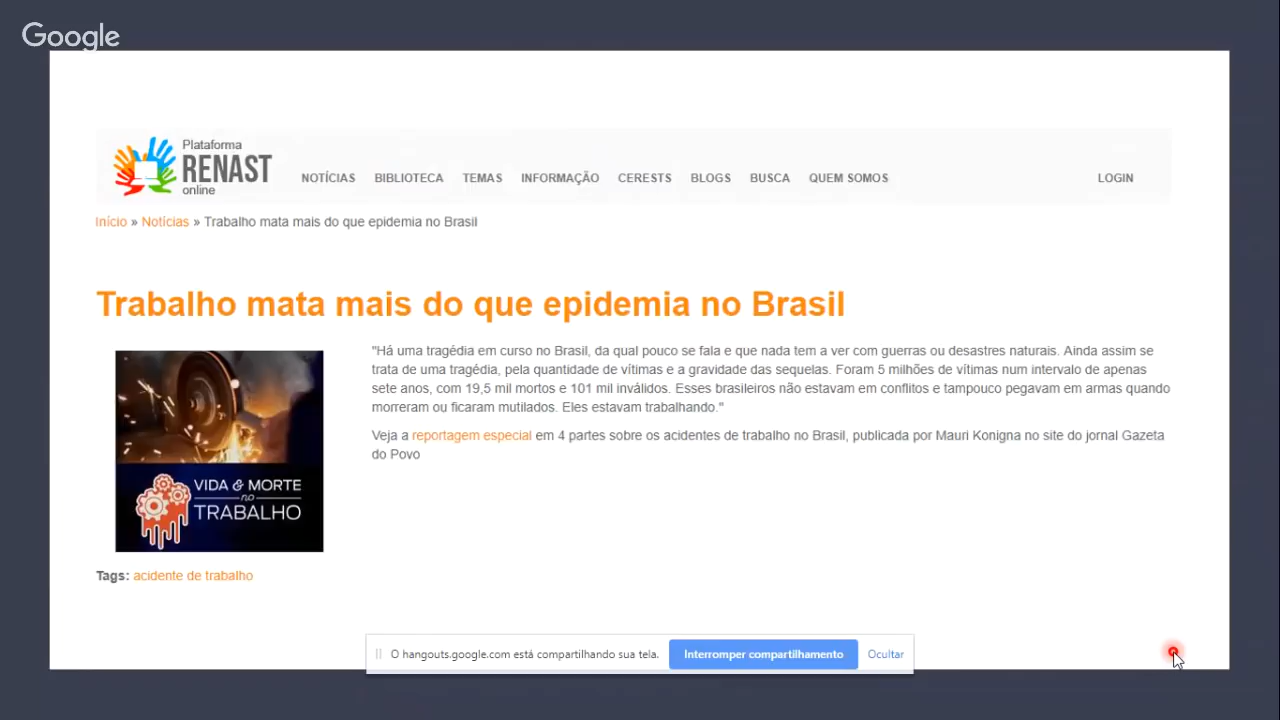 Google
Plataforma
RENAST
online
NOTÍCIAS BIBLIOTECA TEMAS INFORMAÇÃO CERESTS BLOGS BUSCA QUEM SOMOS LOGIN
Início » Notícias » Trabalho mata mais do que epidemia no Brasil
Trabalho mata mais do que epidemia no Brasil
"Há uma tragédia em curso no Brasil, da qual pouco se fala e que nada tem a ver com guerras ou desastres naturais. Ainda assim se
trata de uma tragédia, pela quantidade de vítimas e a gravidade das sequelas. Foram 5 milhões de vítimas num intervalo de apenas
sete anos, com 19,5 mil mortos e 101 mil inválidos. Esses brasileiros não estavam em conflitos e tampouco pegavam em armas quando
morreram ou ficaram mutilados. Eles estavam trabalhando."
Veja a reportagem especial em 4 partes sobre os acidentes de trabalho no Brasil, publicada por Mauri Konigna no site do jornal Gazeta
do Povo
VIDA & MORTE
no
TRABALHO
Tags: acidente de trabalho
O hangouts.google.com está compartilhando sua tela. Interromper compartilhamento Ocultar